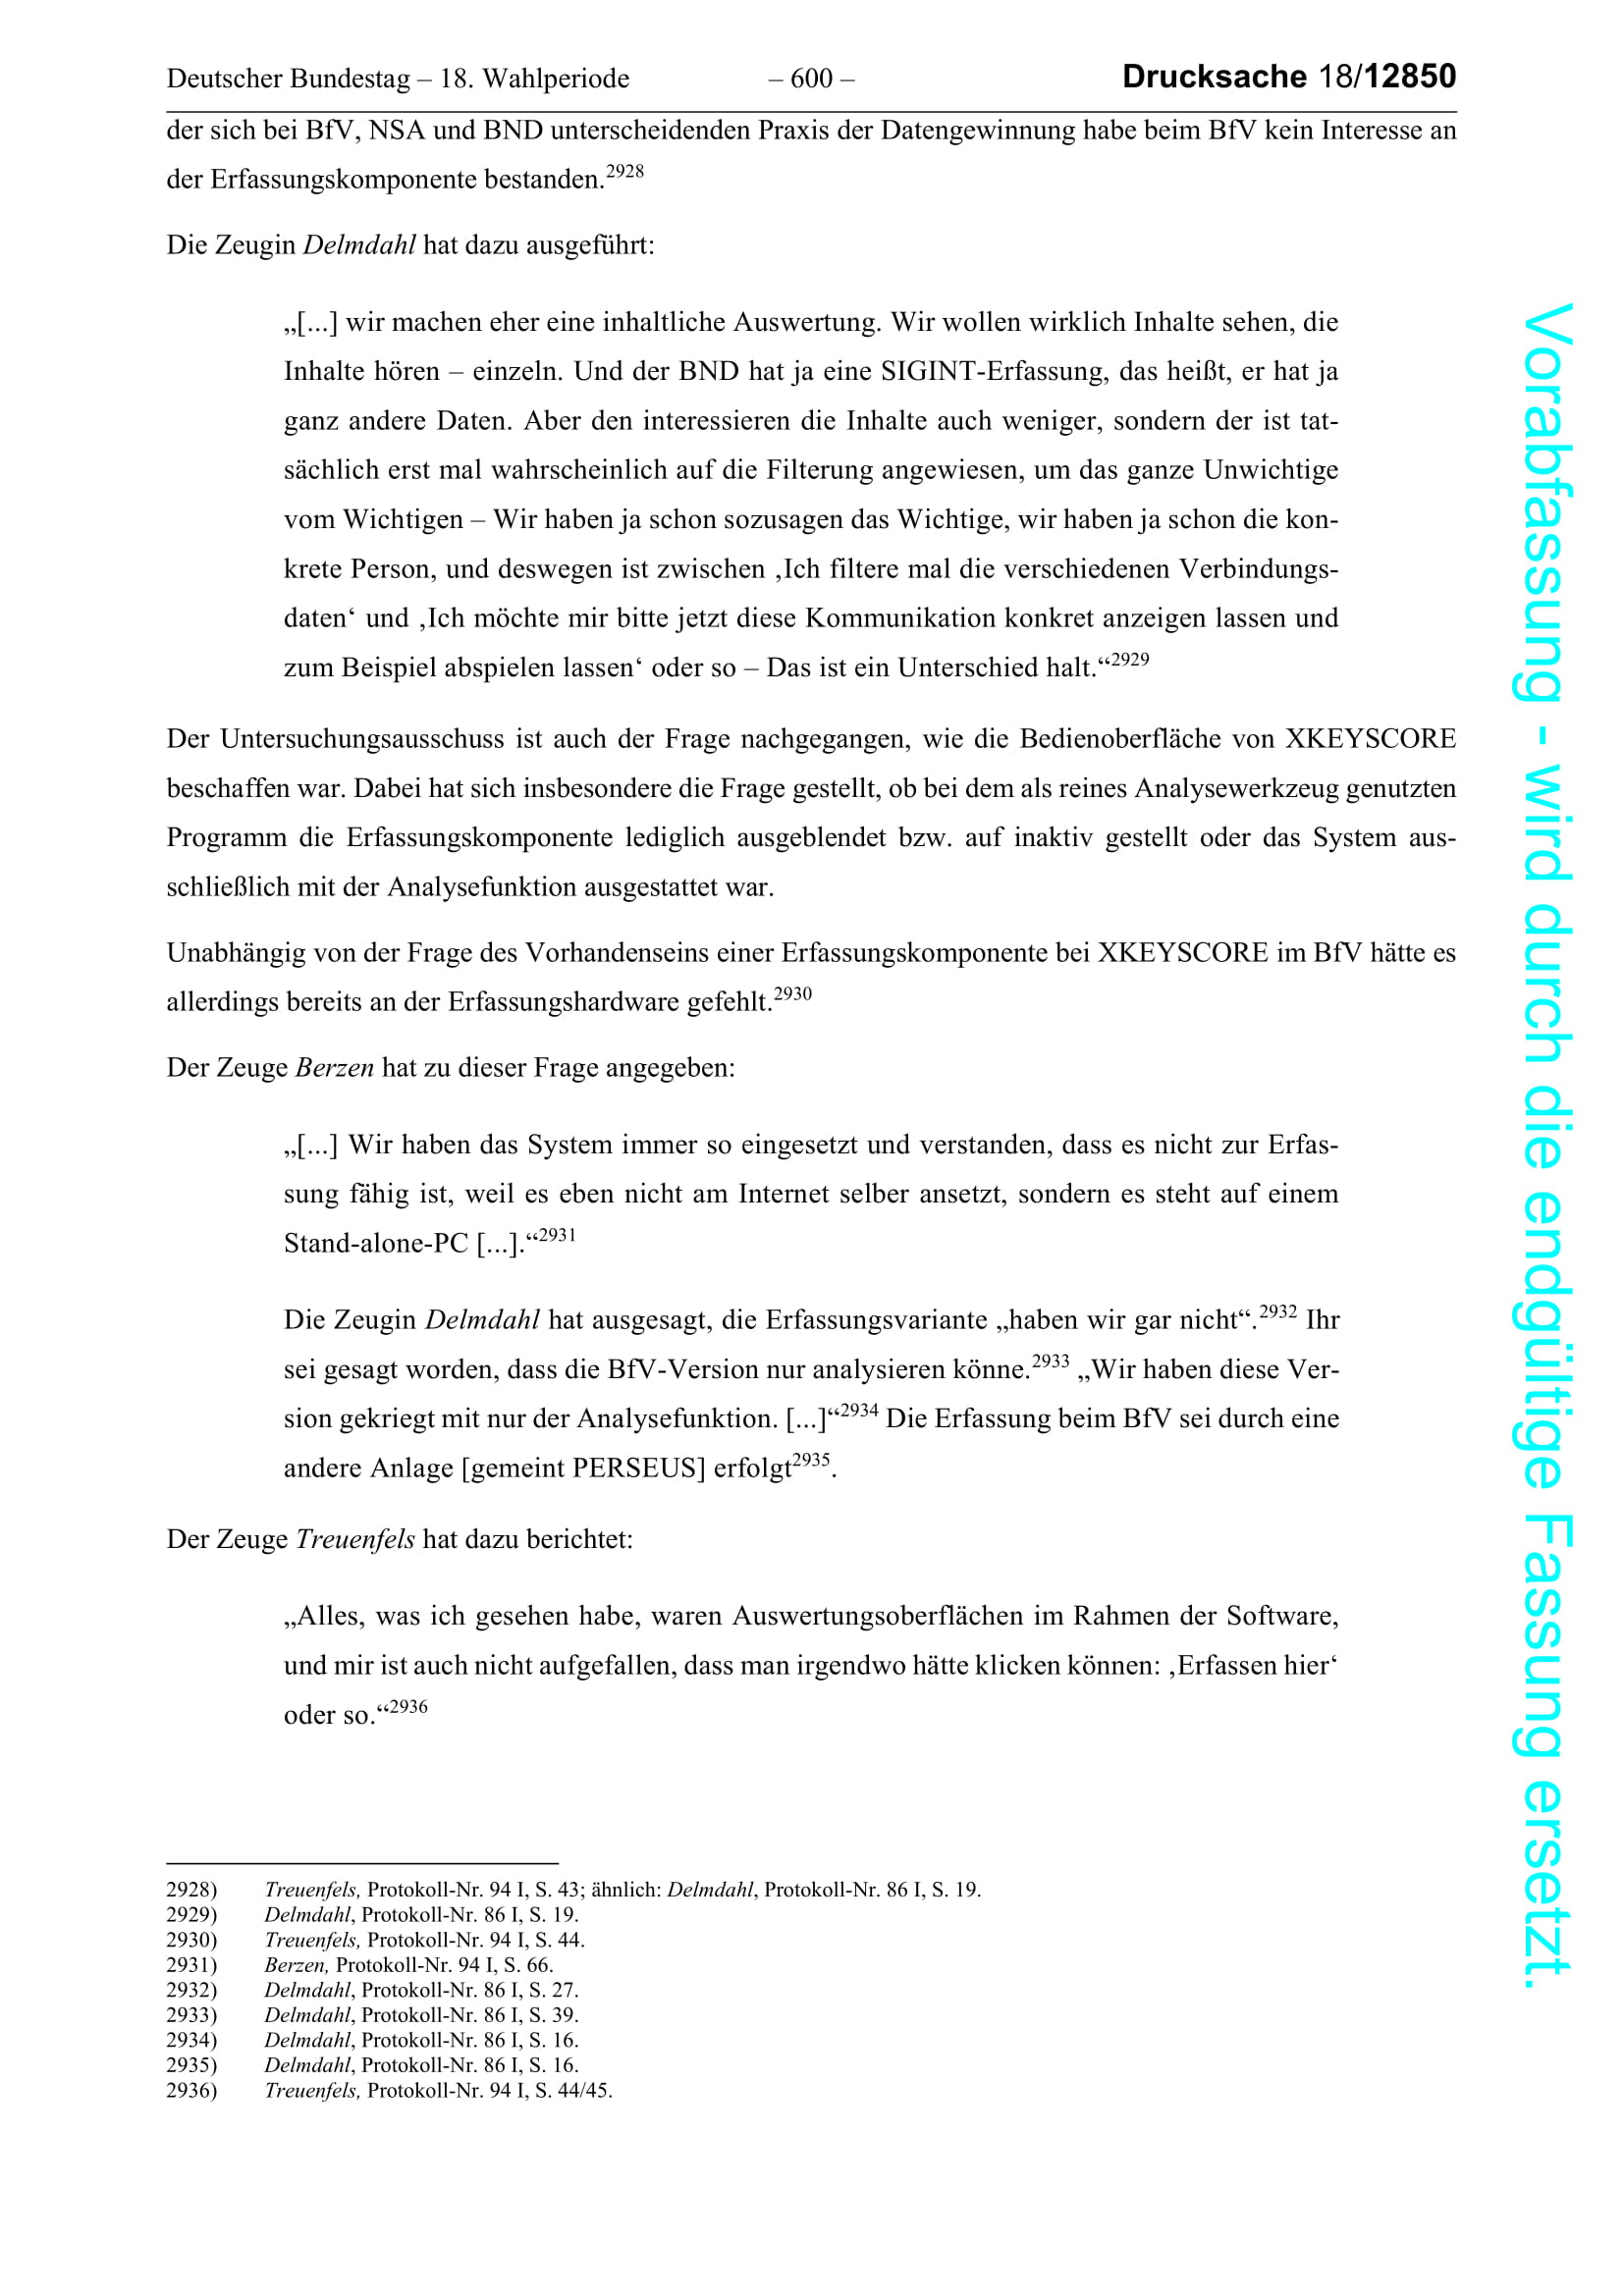 Deutscher Bundestag – 18. Wahlperiode – 600 – Drucksache 18/12850
der sich bei BfV, NSA und BND unterscheidenden Praxis der Datengewinnung habe beim BfV kein Interesse an
der Erfassungskomponente bestanden.2928
Die Zeugin Delmdahl hat dazu ausgeführt:
„[...] wir machen eher eine inhaltliche Auswertung. Wir wollen wirklich Inhalte sehen, die
Inhalte hören – einzeln. Und der BND hat ja eine SIGINT-Erfassung, das heißt, er hat ja
ganz andere Daten. Aber den interessieren die Inhalte auch weniger, sondern der ist tat-
sächlich erst mal wahrscheinlich auf die Filterung angewiesen, um das ganze Unwichtige
vom Wichtigen – Wir haben ja schon sozusagen das Wichtige, wir haben ja schon die kon-
krete Person, und deswegen ist zwischen ‚Ich filtere mal die verschiedenen Verbindungs-
daten‘ und ‚Ich möchte mir bitte jetzt diese Kommunikation konkret anzeigen lassen und
zum Beispiel abspielen lassen‘ oder so – Das ist ein Unterschied halt.“2929
Der Untersuchungsausschuss ist auch der Frage nachgegangen, wie die Bedienoberfläche von XKEYSCORE
beschaffen war. Dabei hat sich insbesondere die Frage gestellt, ob bei dem als reines Analysewerkzeug genutzten
Programm die Erfassungskomponente lediglich ausgeblendet bzw. auf inaktiv gestellt oder das System aus-
schließlich mit der Analysefunktion ausgestattet war.
Unabhängig von der Frage des Vorhandenseins einer Erfassungskomponente bei XKEYSCORE im BfV hätte es
allerdings bereits an der Erfassungshardware gefehlt.2930
Der Zeuge Berzen hat zu dieser Frage angegeben:
„[...] Wir haben das System immer so eingesetzt und verstanden, dass es nicht zur Erfas-
sung fähig ist, weil es eben nicht am Internet selber ansetzt, sondern es steht auf einem
Stand-alone-PC [...].“2931
Die Zeugin Delmdahl hat ausgesagt, die Erfassungsvariante „haben wir gar nicht“.2932 Ihr
sei gesagt worden, dass die BfV-Version nur analysieren könne.2933 „Wir haben diese Ver-
sion gekriegt mit nur der Analysefunktion. [...]“2934 Die Erfassung beim BfV sei durch eine
andere Anlage [gemeint PERSEUS] erfolgt2935.
Der Zeuge Treuenfels hat dazu berichtet:
„Alles, was ich gesehen habe, waren Auswertungsoberflächen im Rahmen der Software,
und mir ist auch nicht aufgefallen, dass man irgendwo hätte klicken können: ‚Erfassen hier‘
oder so.“2936
2928) Treuenfels, Protokoll-Nr. 94 I, S. 43; ähnlich: Delmdahl, Protokoll-Nr. 86 I, S. 19.
2929) Delmdahl, Protokoll-Nr. 86 I, S. 19.
2930) Treuenfels, Protokoll-Nr. 94 I, S. 44.
2931) Berzen, Protokoll-Nr. 94 I, S. 66.
2932) Delmdahl, Protokoll-Nr. 86 I, S. 27.
2933) Delmdahl, Protokoll-Nr. 86 I, S. 39.
2934) Delmdahl, Protokoll-Nr. 86 I, S. 16.
2935) Delmdahl, Protokoll-Nr. 86 I, S. 16.
2936) Treuenfels, Protokoll-Nr. 94 I, S. 44/45.
Vorabfassung - wird durch die endgültige Fassung ersetzt.